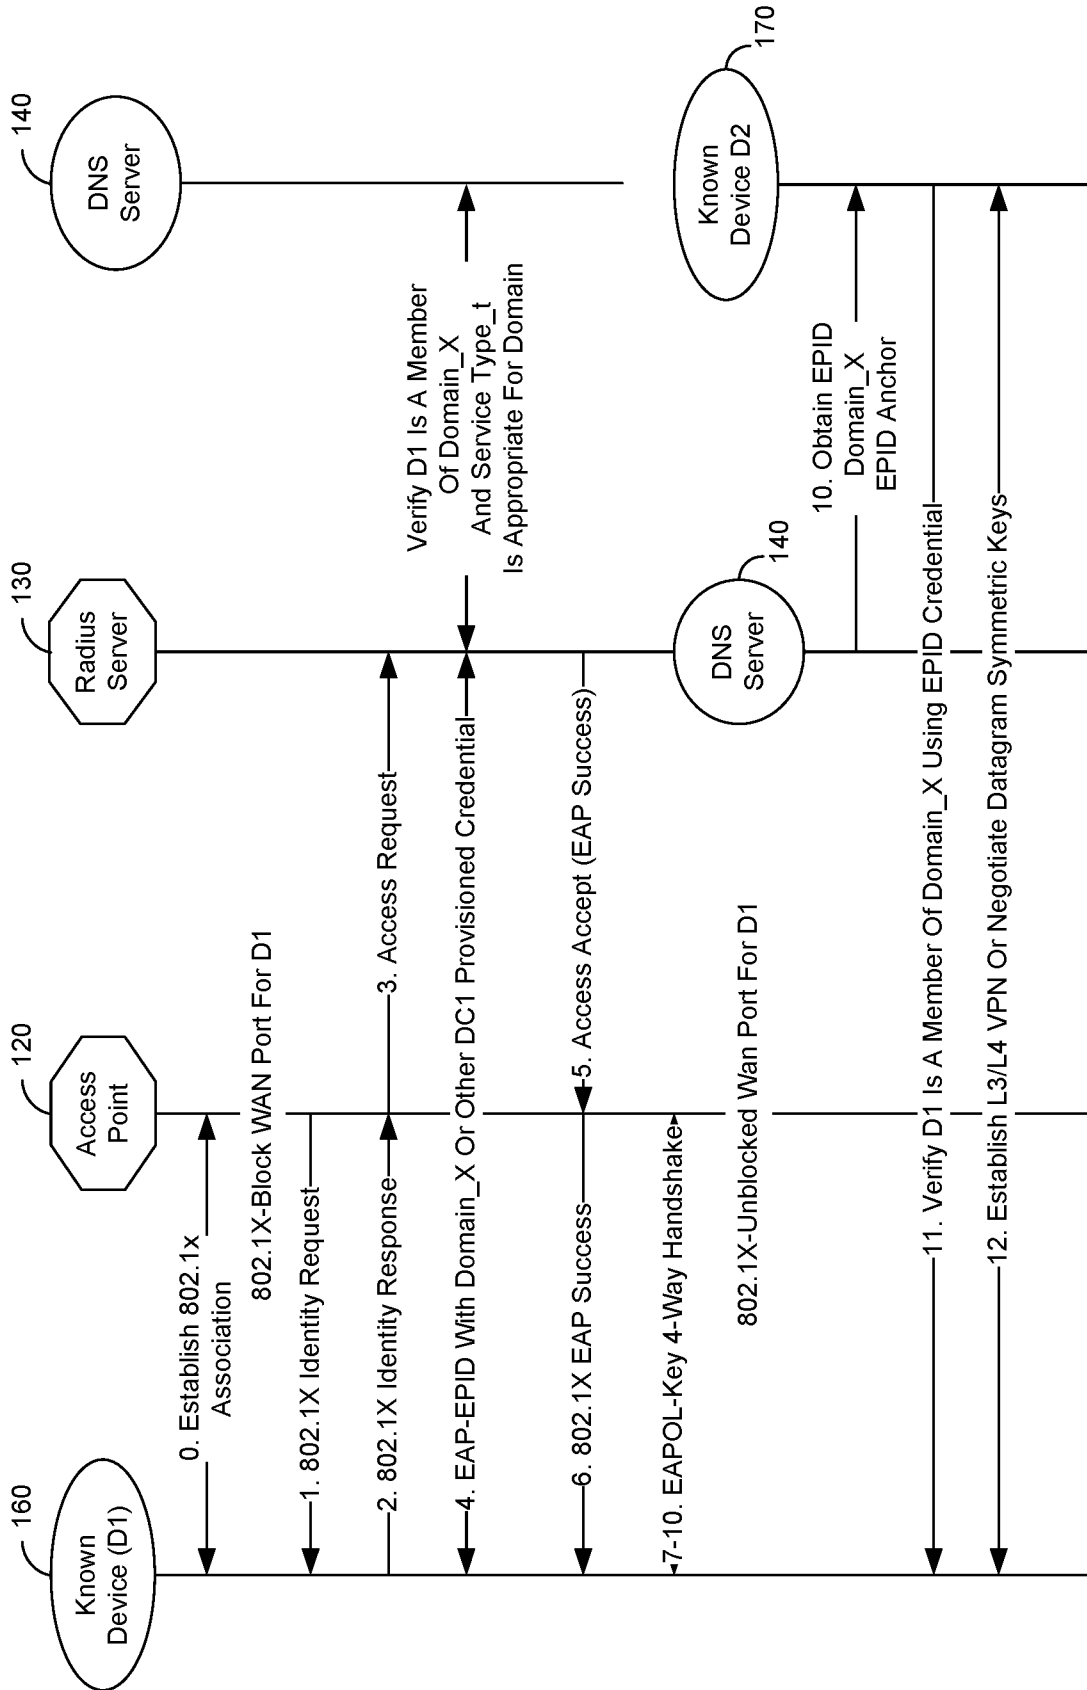 160
Known
Device (D1)
120
Access
Point
130
Radius
Server
140
DNS
Server
0. Establish 802.1x
Association
802.1X-Block WAN Port For D1
1. 802.1X Identity Request
2. 802.1X Identity Response
3. Access Request
4. EAP-EPID With Domain_X Or Other DC1 Provisioned Credential
Verify D1 Is A Member
Of Domain_X
And Service Type_t
Is Appropriate For Domain
5. Access Accept (EAP Success)
6. 802.1X EAP Success
7-10. EAPOL-Key 4-Way Handshake
802.1X-Unblocked Wan Port For D1
140
DNS
Server
170
Known
Device D2
10. Obtain EPID
Domain_X
EPID Anchor
11. Verify D1 Is A Member Of Domain_X Using EPID Credential
12. Establish L3/L4 VPN Or Negotiate Datagram Symmetric Keys